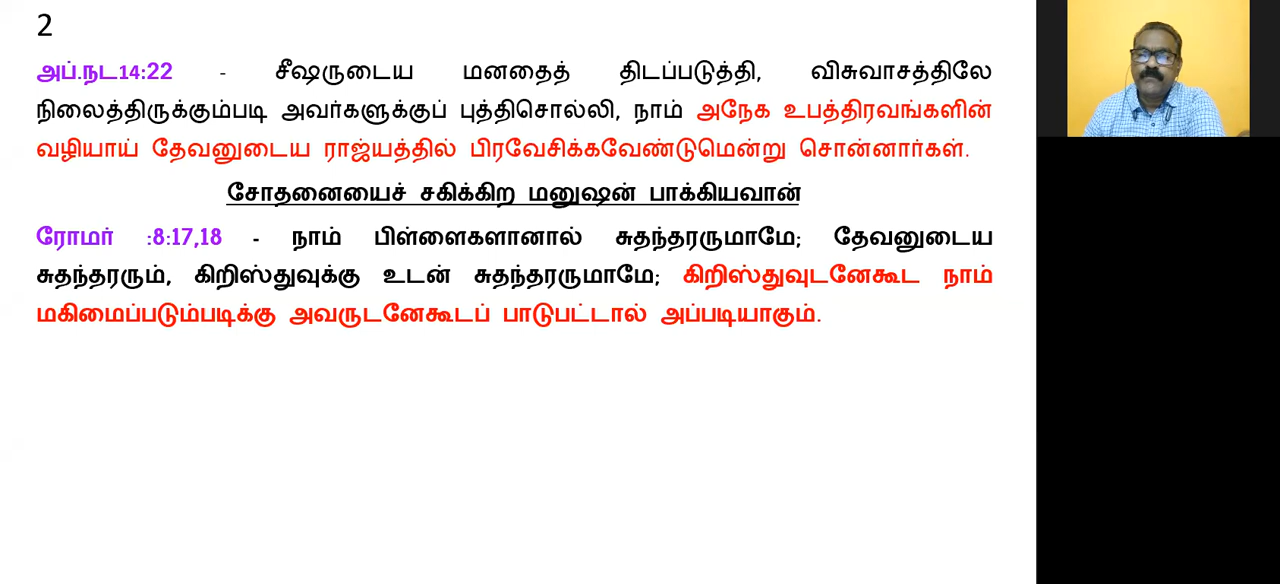 2
அப்.நட14:22 - சீஷருடைய மனதைத் திடப்படுத்தி, விசுவாசத்திலே
நிலைத்திருக்கும்படி அவர்களுக்குப் புத்திசொல்லி, நாம் அநேக உபத்திரவங்களின்
வழியாய் தேவனுடைய ராஜ்யத்தில் பிரவேசிக்கவேண்டுமென்று சொன்னார்கள்.
சோதனையைச் சகிக்கிற மனுஷன் பாக்கியவான்
ரோமர் :8:17,18 - நாம் பிள்ளைகளானால் சுதந்தரருமாமே; தேவனுடைய
சுதந்தரரும், கிறிஸ்துவுக்கு உடன் சுதந்தரருமாமே; கிறிஸ்துவுடனேகூட நாம்
மகிமைப்படும்படிக்கு அவருடனேகூடப் பாடுபட்டால் அப்படியாகும்.